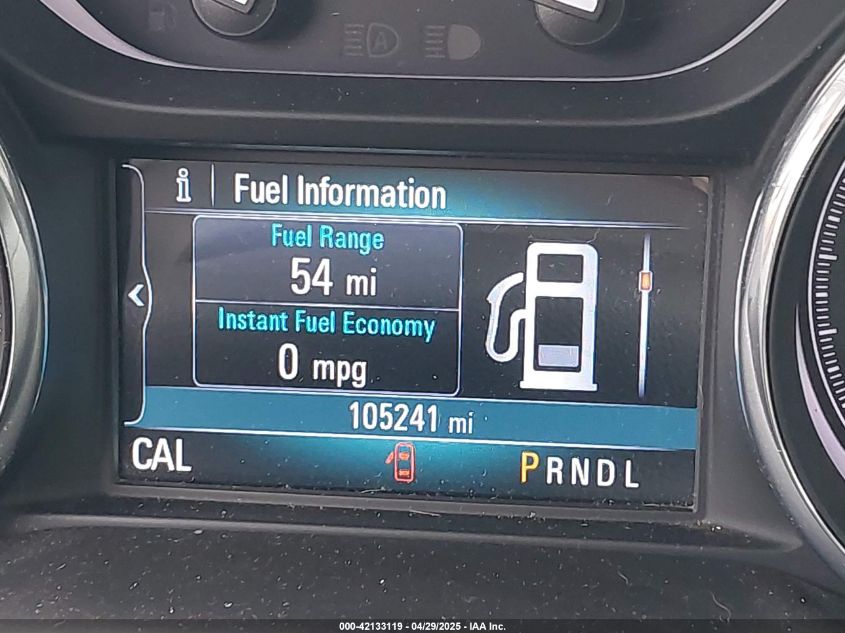 i Fuel Information
Fuel Range
54 mi
Instant Fuel Economy
0 mpg
105241 mi
CAL PRNDL
000-42133119 - 04/29/2025 - IAA Inc.